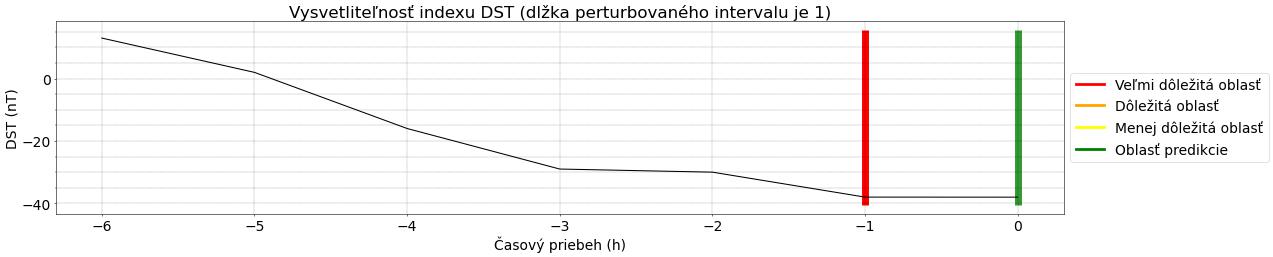 Vysvetliteľnosť indexu DST (dĺžka perturbovaného intervalu je 1)
DST (nT)
0
−20
−40
−6 −5 −4 −3 −2 −1 0
Časový priebeh (h)
Veľmi dôležitá oblasť
Dôležitá oblasť
Menej dôležitá oblasť
Oblasť predikcie